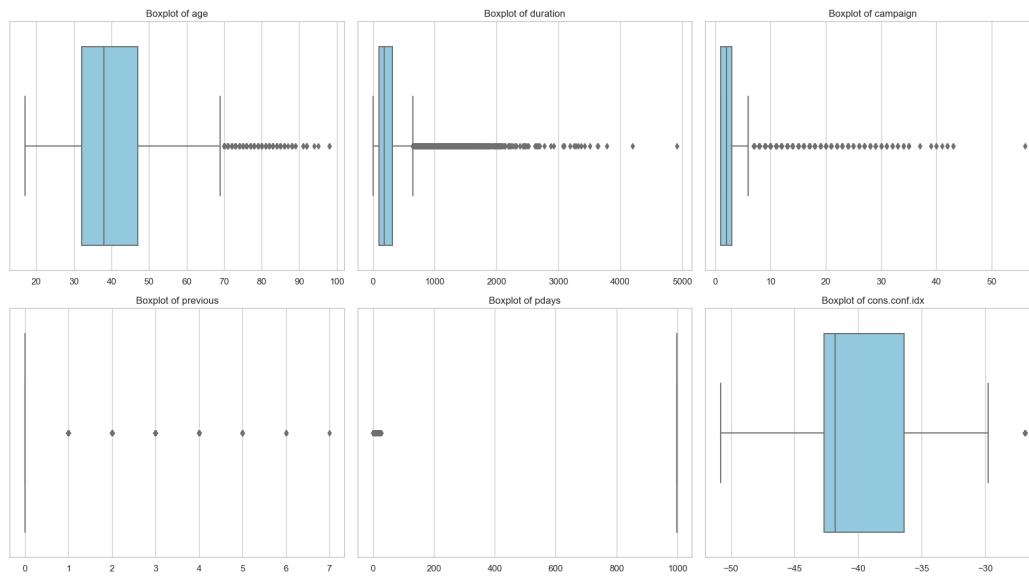 Boxplot of age
Boxplot of duration
Boxplot of campaign
20 30 40 50 60 70 80 90 100
0 1000 2000 3000 4000 5000
0 10 20 30 40 50
Boxplot of previous
Boxplot of pdays
Boxplot of cons.conf.idx
0 1 2 3 4 5 6 7
0 200 400 600 800 1000
−50 −45 −40 −35 −30